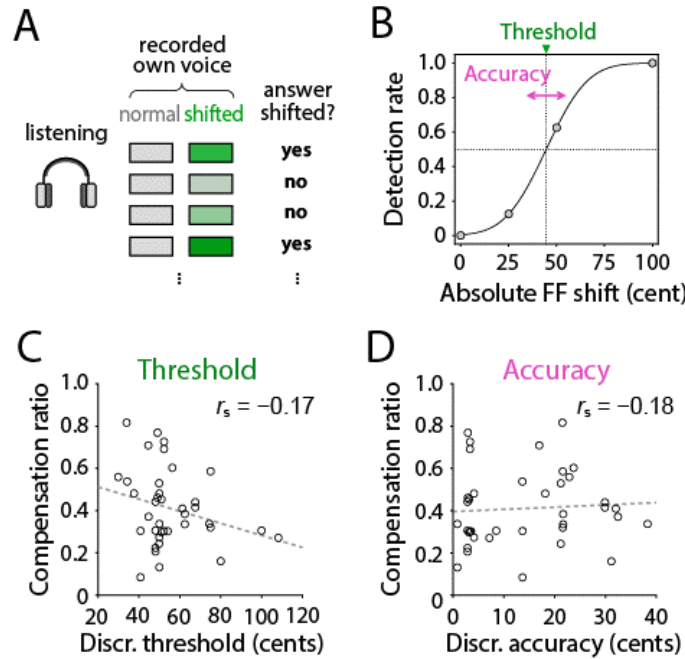 A
recorded
own voice
answer
shifted?
normal shifted
listening
yes
no
no
yes
B
Threshold
Accuracy
Detection rate
1.0
0.8
0.6
0.4
0.2
0
0 25 50 75 100
Absolute FF shift (cent)
C
Threshold
rs = −0.17
Compensation ratio
1.0
0.8
0.6
0.4
0.2
0.0
20 40 60 80 100 120
Discr. threshold (cents)
D
Accuracy
rs = −0.18
Compensation ratio
1.0
0.8
0.6
0.4
0.2
0.0
0 10 20 30 40
Discr. accuracy (cents)